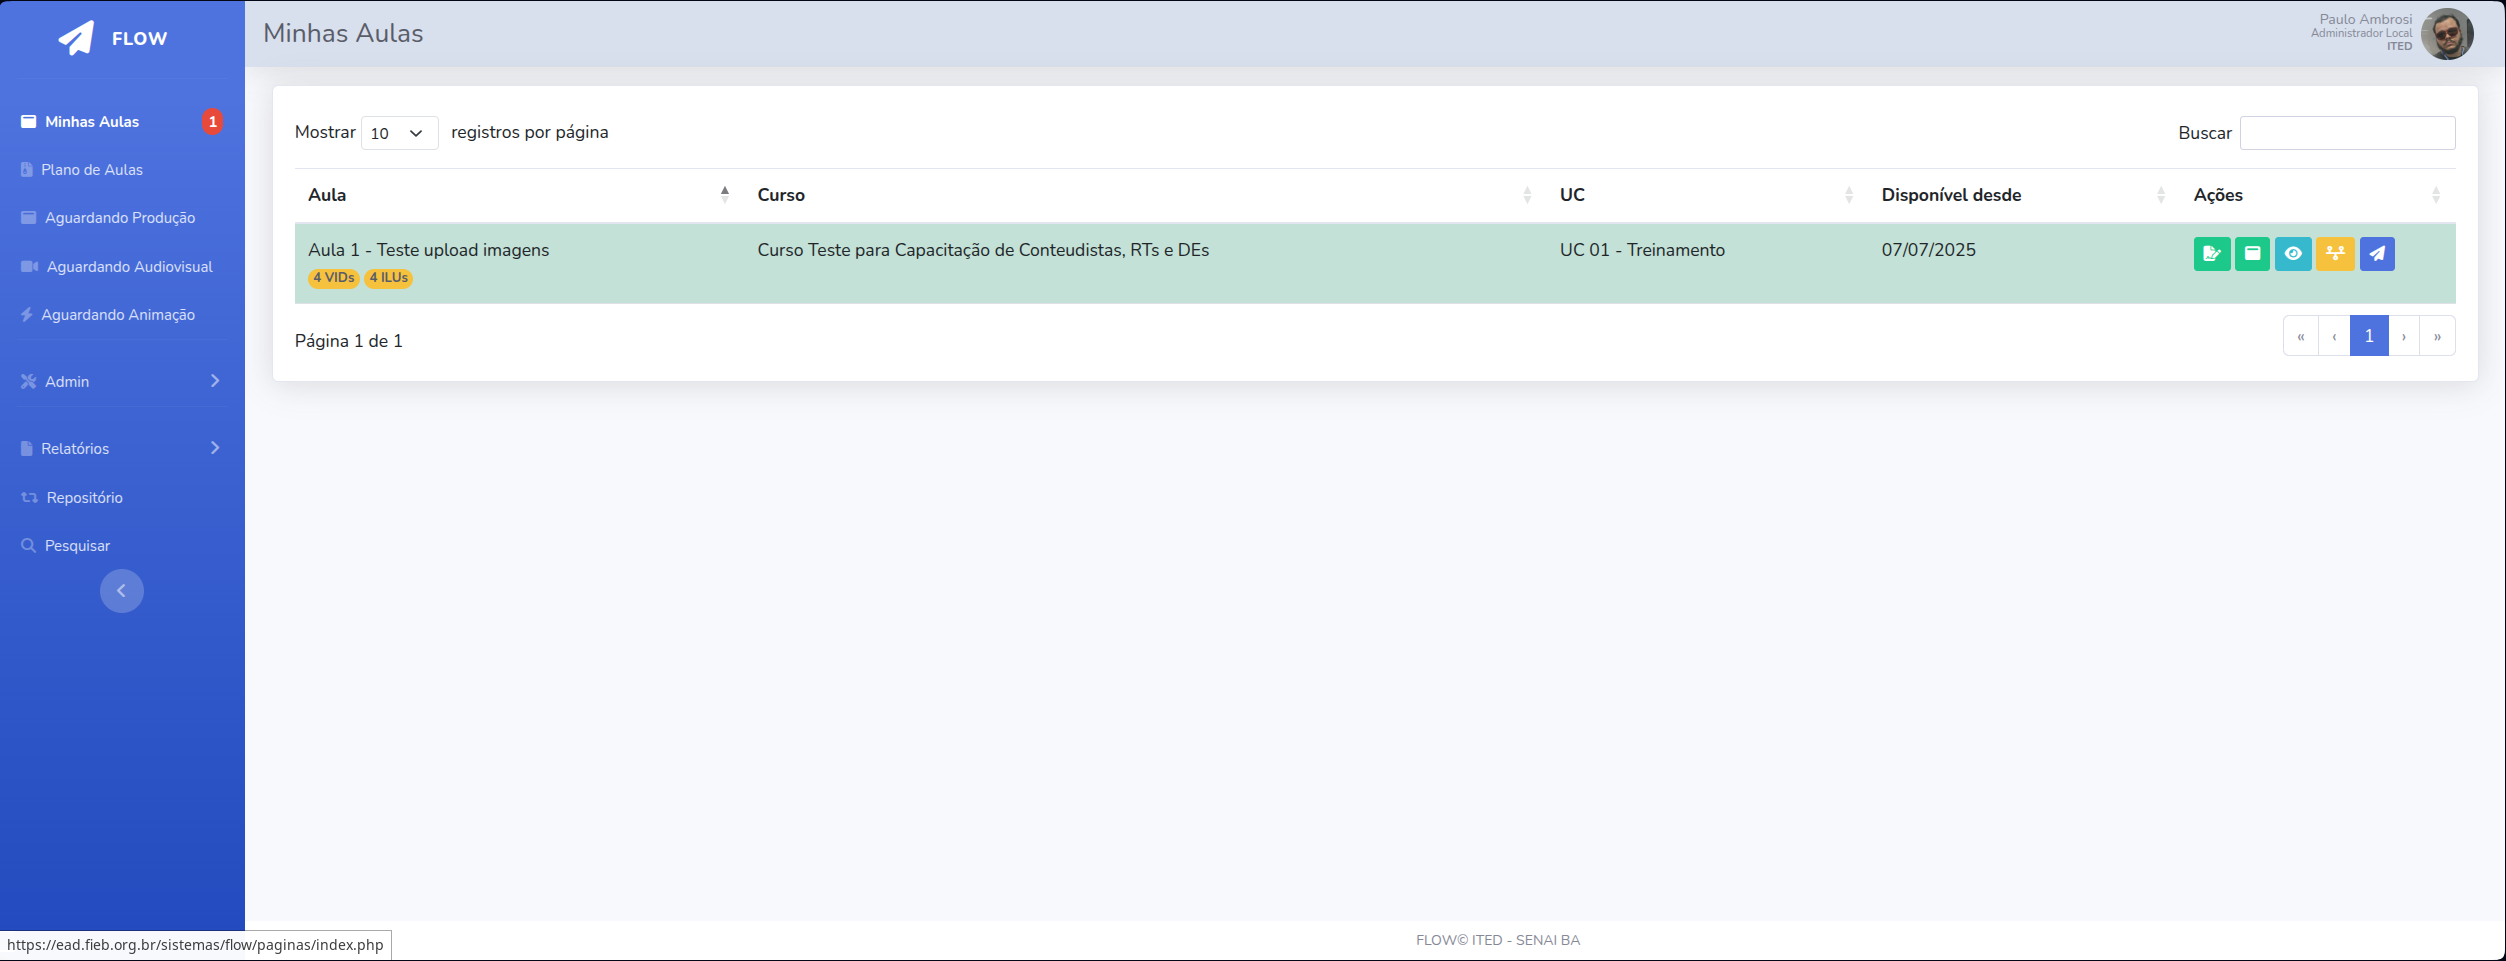 FLOW
Minhas Aulas
Paulo Ambrosi
Administrador Local
ITED
Minhas Aulas 1
Plano de Aulas
Aguardando Produção
Aguardando Audiovisual
Aguardando Animação
Admin
Relatórios
Repositório
Pesquisar
Mostrar 10 registros por página
Buscar
Aula Curso UC Disponível desde Ações
Aula 1 - Teste upload imagens Curso Teste para Capacitação de Conteudistas, RTs e DEs UC 01 - Treinamento 07/07/2025
4 VIDs 4 ILUs
Página 1 de 1
« ‹ 1 › »
FLOW© ITED - SENAI BA
https://ead.fieb.org.br/sistemas/flow/paginas/index.php